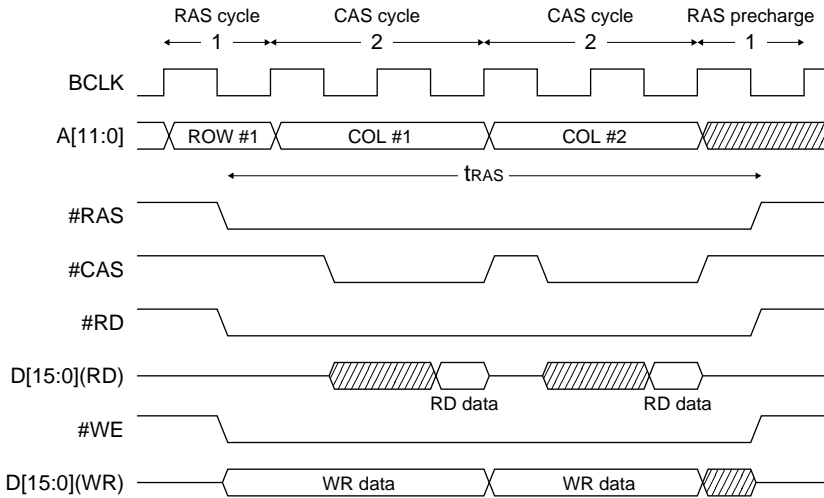 RAS cycle CAS cycle CAS cycle RAS precharge
1 2 2 1
BCLK
A[11:0] ROW #1 COL #1 COL #2
tRAS
#RAS
#CAS
#RD
D[15:0](RD)
RD data RD data
#WE
D[15:0](WR) WR data WR data